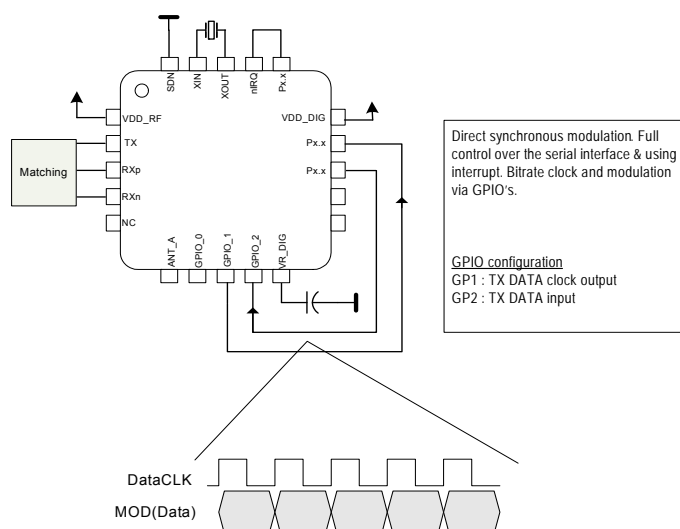 SDN
XIN
XOUT
nIRQ
Px.x
VDD_RF
VDD_DIG
TX
Px.x
Matching
RXp
Px.x
RXn
NC
ANT_A
GPIO_0
GPIO_1
GPIO_2
VR_DIG
Direct synchronous modulation. Full
control over the serial interface & using
interrupt. Bitrate clock and modulation
via GPIO's.
GPIO configuration
GP1 : TX DATA clock output
GP2 : TX DATA input
DataCLK
MOD(Data)